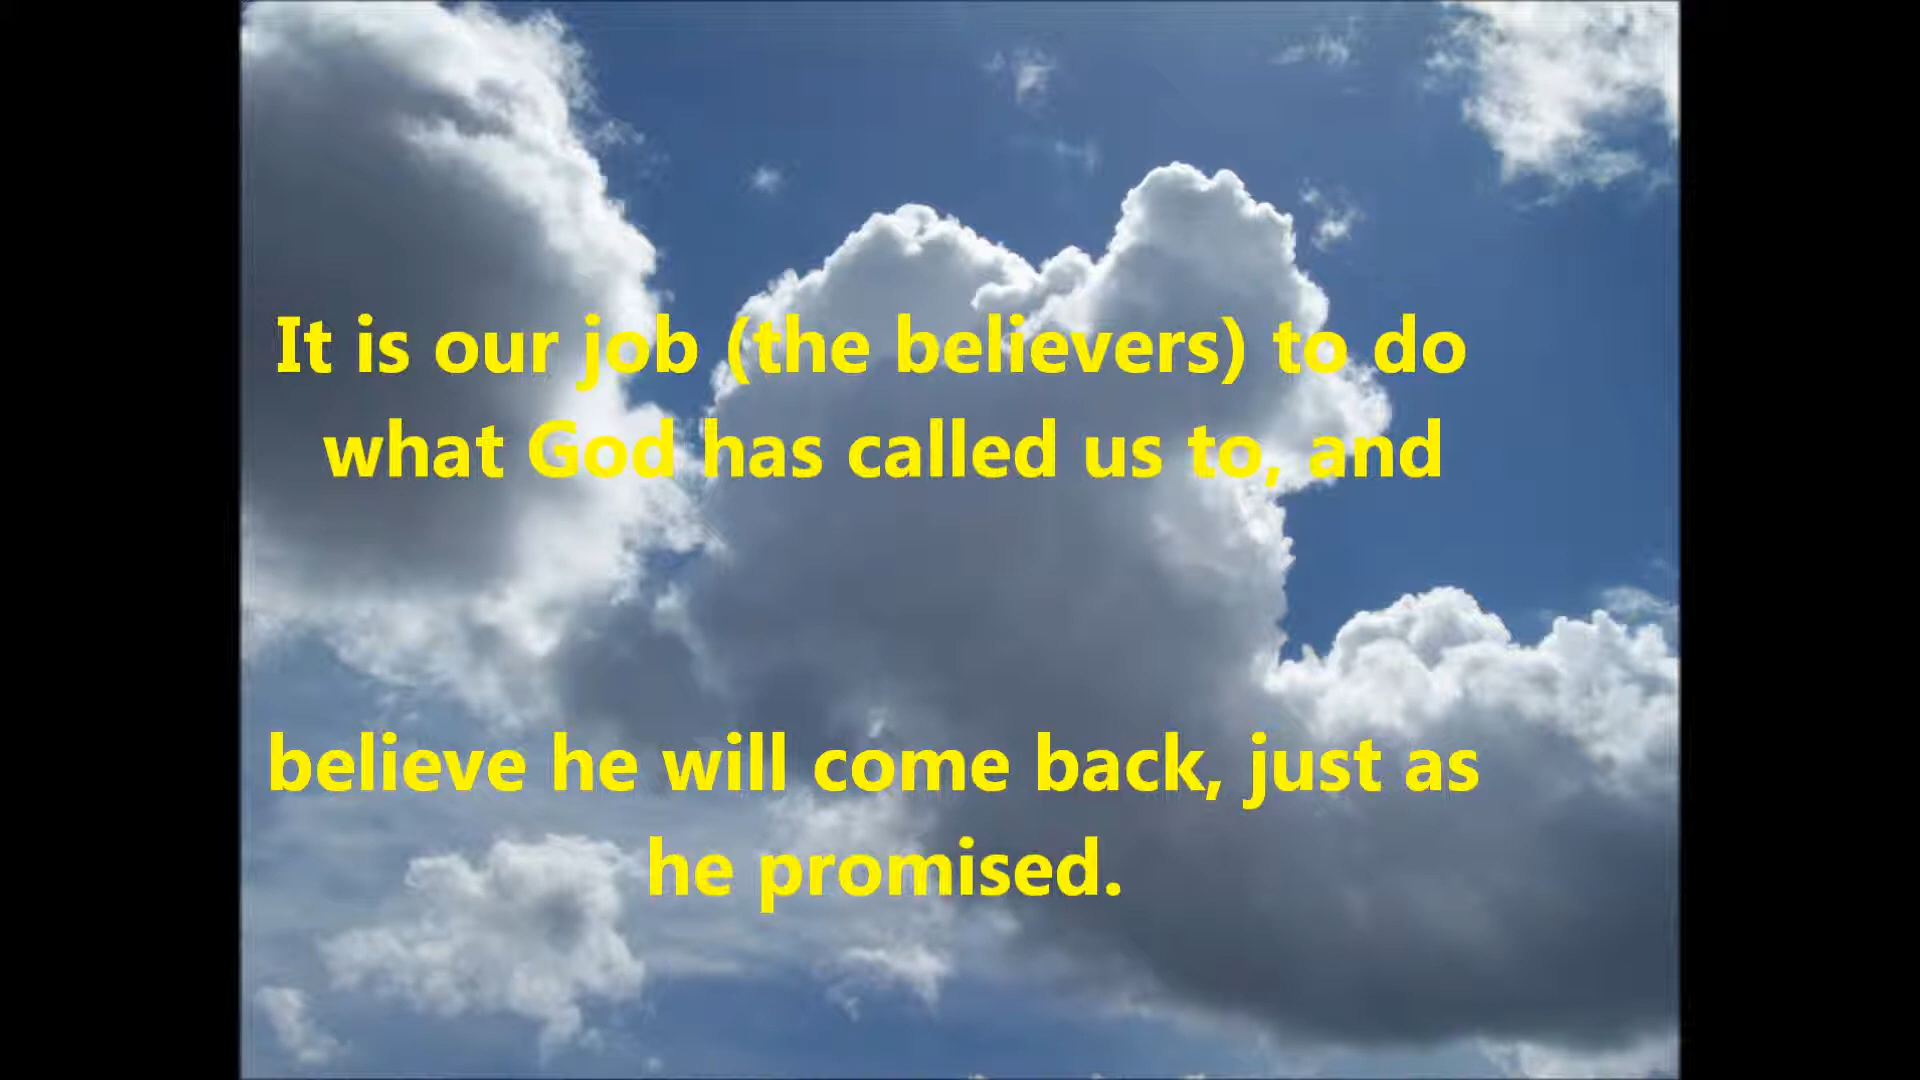 It is our job (the believers) to do
what God has called us to, and
believe he will come back, just as
he promised.